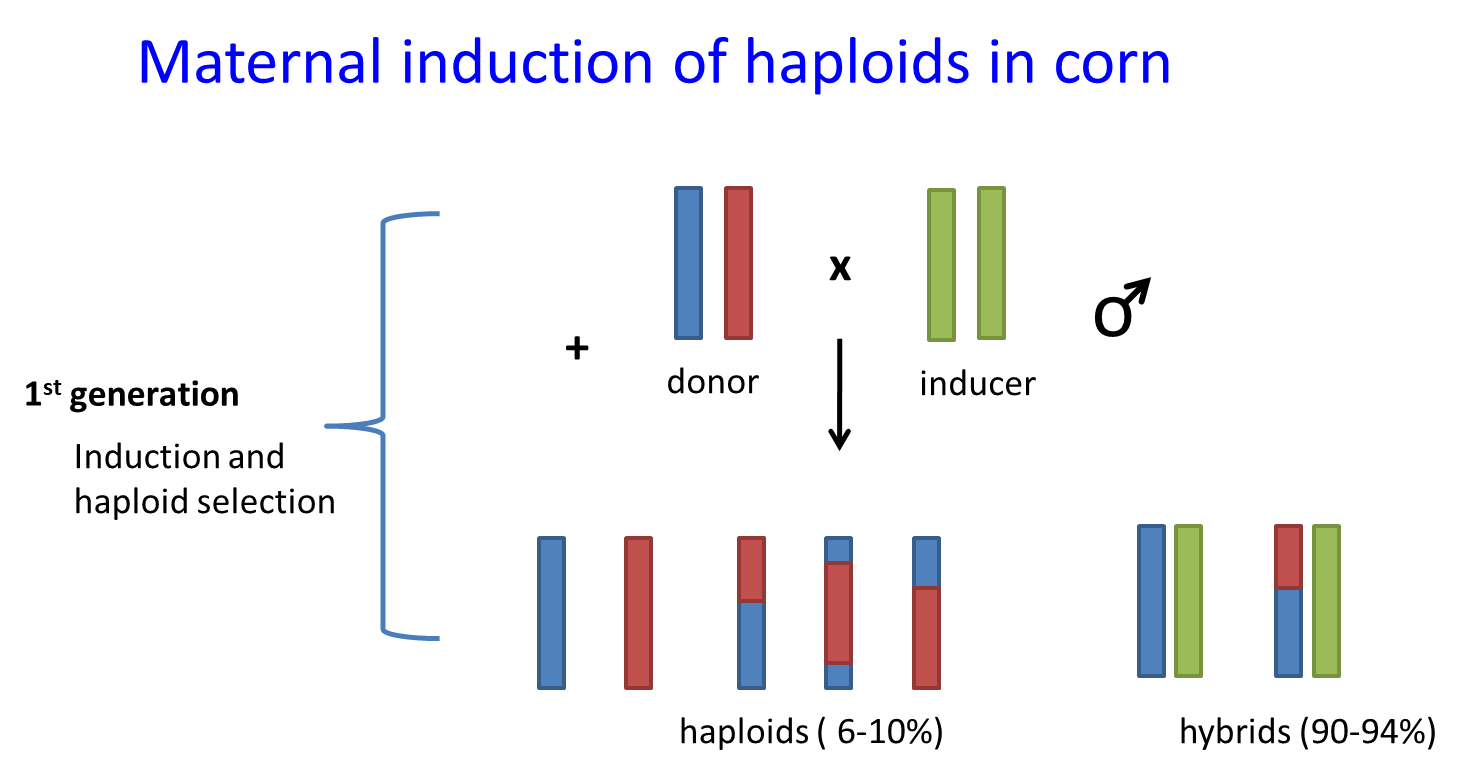 Maternal induction of haploids in corn
x
+
donor
inducer
1st generation
Induction and
haploid selection
haploids ( 6-10%)
hybrids (90-94%)